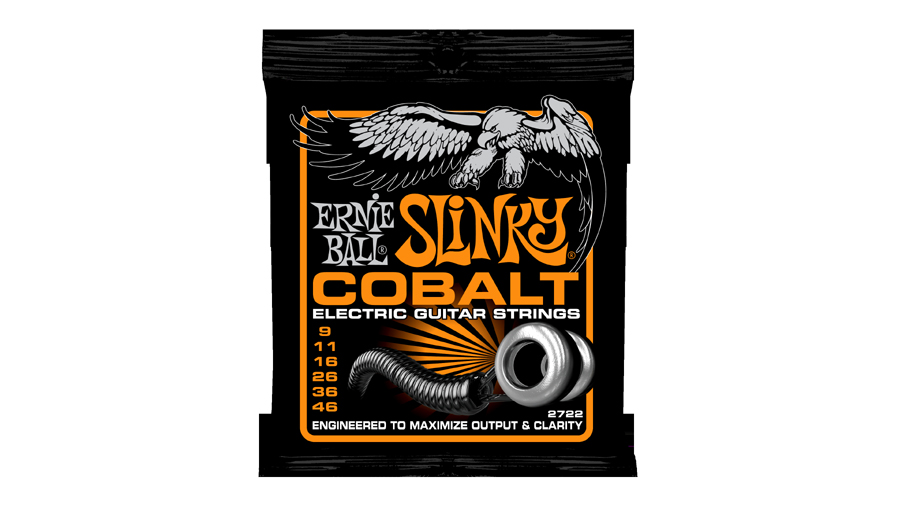 ERNIE BALL® SLINKY®
COBALT
ELECTRIC GUITAR STRINGS
9
11
16
26
36
46
2722
ENGINEERED TO MAXIMIZE OUTPUT & CLARITY